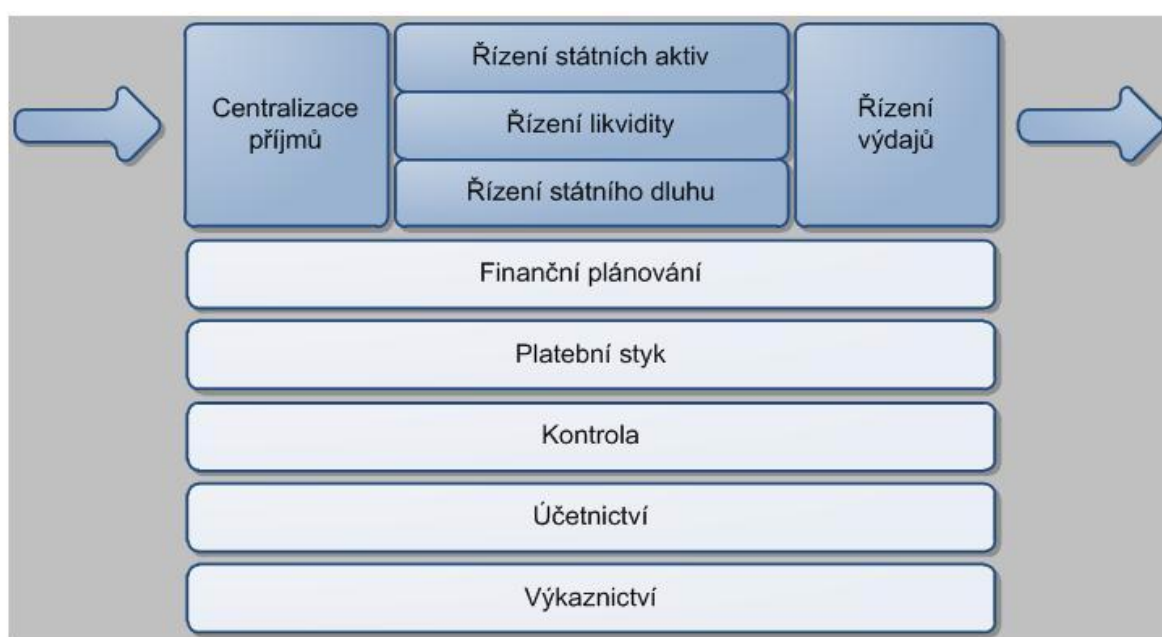 Centralizace
příjmů
Řízení státních aktiv
Řízení likvidity
Řízení státního dluhu
Řízení
výdajů
Finanční plánování
Platební styk
Kontrola
Účetnictví
Výkaznictví